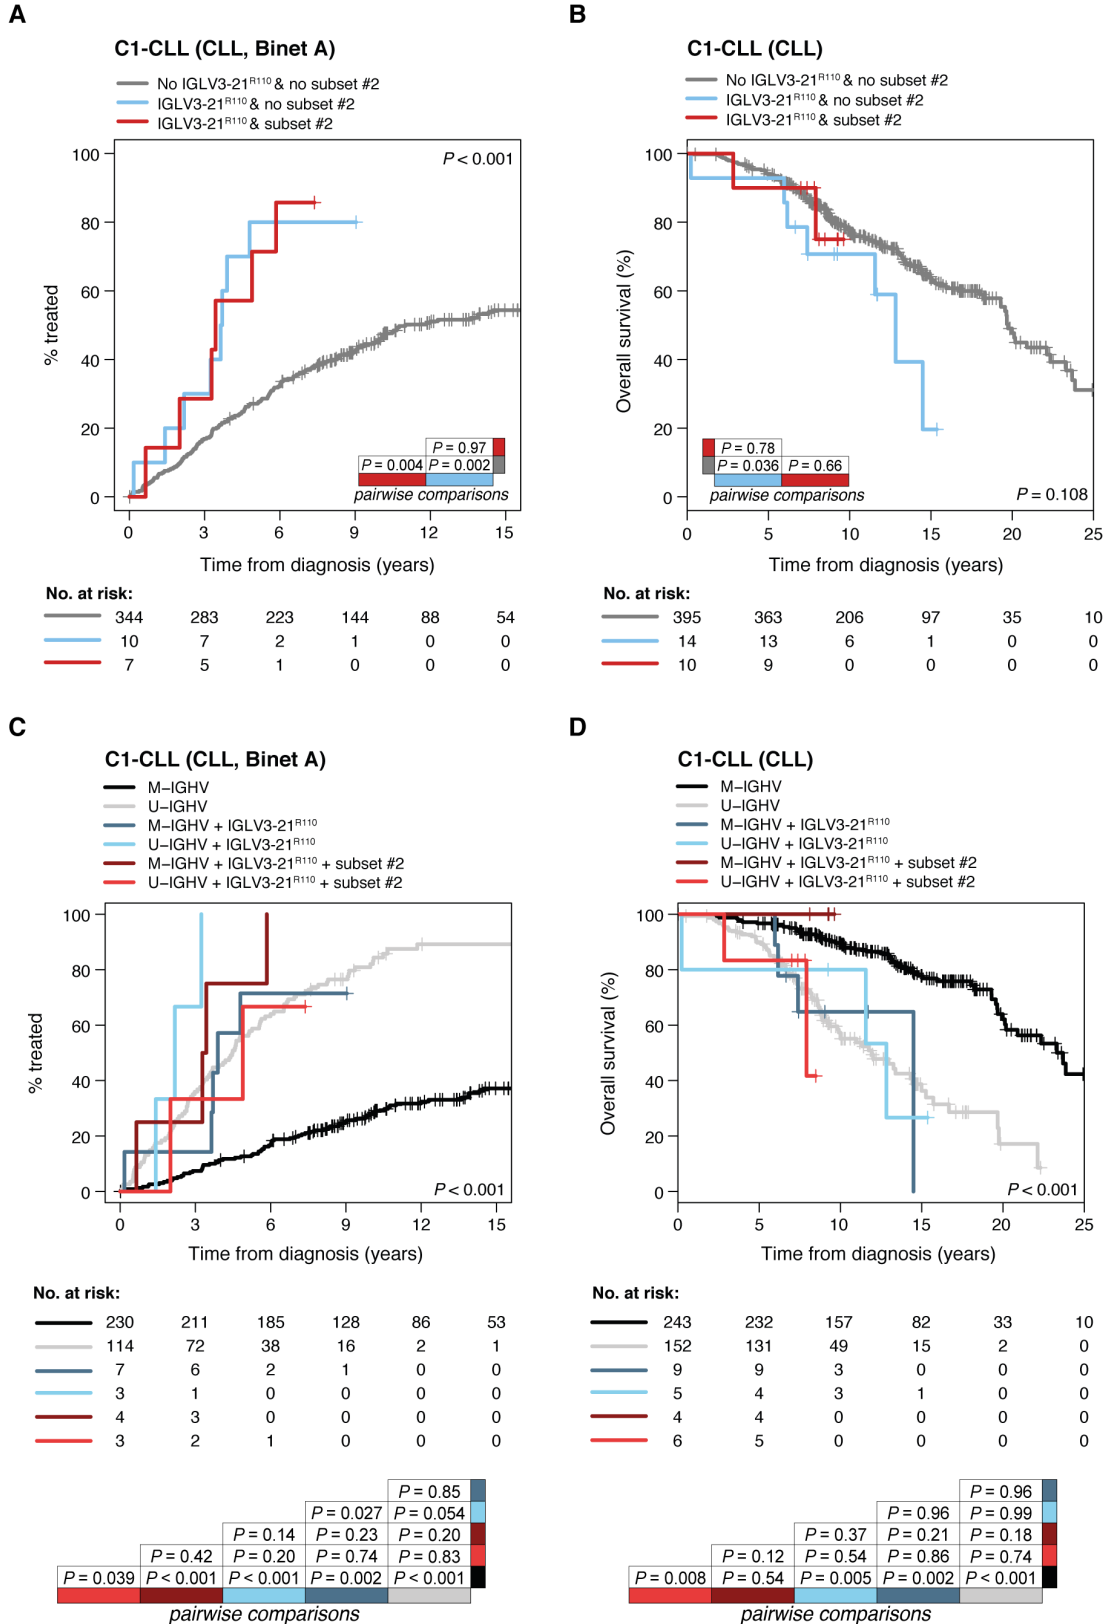 A
C1-CLL (CLL, Binet A)
No IGLV3-21R110 & no subset #2
IGLV3-21R110 & no subset #2
IGLV3-21R110 & subset #2
P < 0.001
100
80
60
40
20
0
% treated
P = 0.97
P = 0.004 P = 0.002
pairwise comparisons
0 3 6 9 12 15
Time from diagnosis (years)
No. at risk:
344 283 223 144 88 54
10 7 2 1 0 0
7 5 1 0 0 0
B
C1-CLL (CLL)
No IGLV3-21R110 & no subset #2
IGLV3-21R110 & no subset #2
IGLV3-21R110 & subset #2
100
80
60
40
20
0
Overall survival (%)
P = 0.78
P = 0.036 P = 0.66
pairwise comparisons
P = 0.108
0 5 10 15 20 25
Time from diagnosis (years)
No. at risk:
395 363 206 97 35 10
14 13 6 1 0 0
10 9 0 0 0 0
C
C1-CLL (CLL, Binet A)
M–IGHV
U–IGHV
M–IGHV + IGLV3-21R110
U–IGHV + IGLV3-21R110
M–IGHV + IGLV3-21R110 + subset #2
U–IGHV + IGLV3-21R110 + subset #2
100
80
60
40
20
0
% treated
P < 0.001
0 3 6 9 12 15
Time from diagnosis (years)
No. at risk:
230 211 185 128 86 53
114 72 38 16 2 1
7 6 2 1 0 0
3 1 0 0 0 0
4 3 0 0 0 0
3 2 1 0 0 0
P = 0.85
P = 0.027 P = 0.054
P = 0.14 P = 0.23 P = 0.20
P = 0.42 P = 0.20 P = 0.74 P = 0.83
P = 0.039 P < 0.001 P < 0.001 P = 0.002 P < 0.001
pairwise comparisons
D
C1-CLL (CLL)
M–IGHV
U–IGHV
M–IGHV + IGLV3-21R110
U–IGHV + IGLV3-21R110
M–IGHV + IGLV3-21R110 + subset #2
U–IGHV + IGLV3-21R110 + subset #2
100
80
60
40
20
0
Overall survival (%)
P < 0.001
0 5 10 15 20 25
Time from diagnosis (years)
No. at risk:
243 232 157 82 33 10
152 131 49 15 2 0
9 9 3 0 0 0
5 4 3 1 0 0
4 4 0 0 0 0
6 5 0 0 0 0
P = 0.96
P = 0.96 P = 0.99
P = 0.37 P = 0.21 P = 0.18
P = 0.12 P = 0.54 P = 0.86 P = 0.74
P = 0.008 P = 0.54 P = 0.005 P = 0.002 P < 0.001
pairwise comparisons